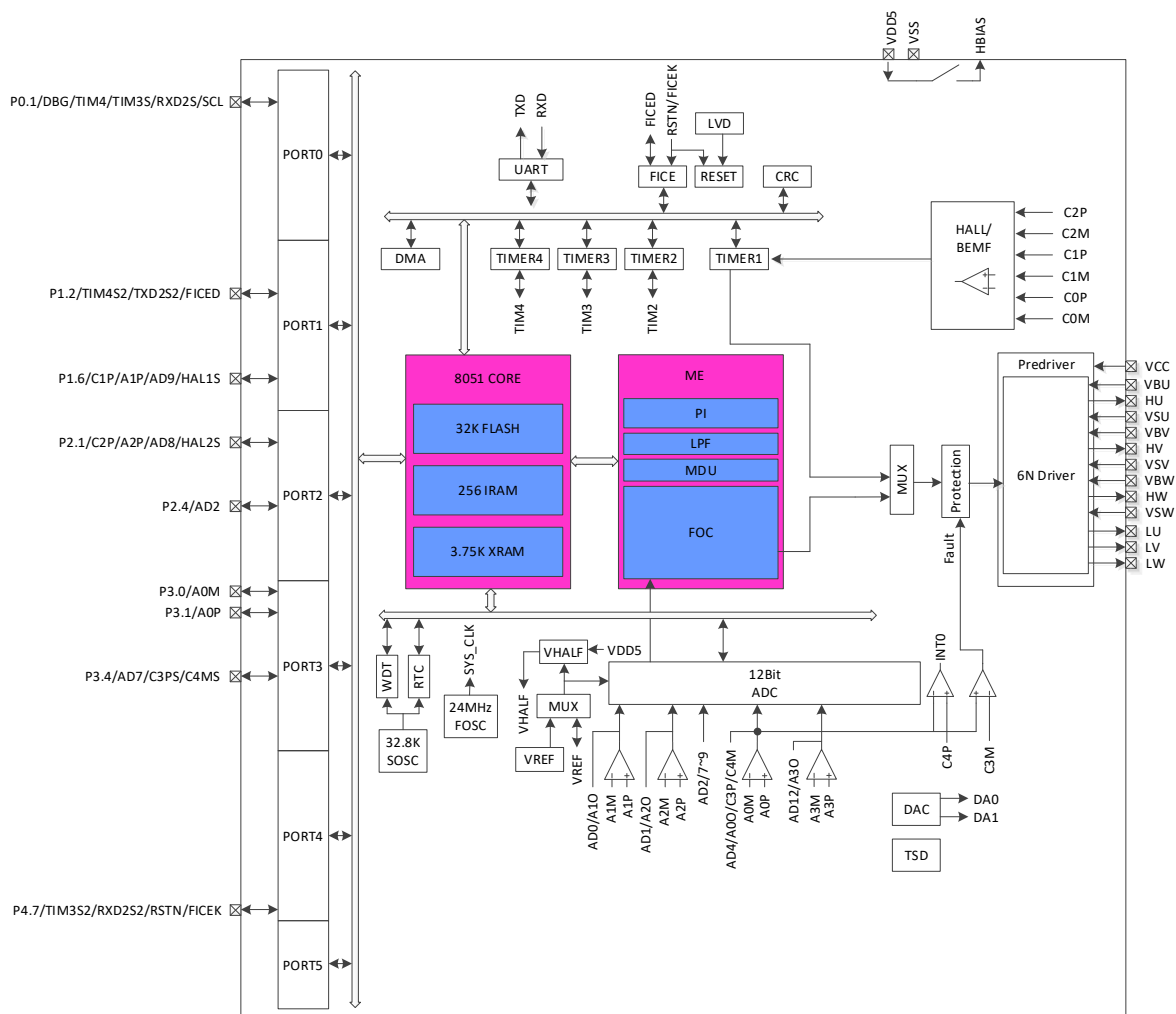 VDD5
VSS
HBIAS
P0.1/DBG/TIM4/TIM3S/RXD2S/SCL
PORT0
TXD
RXD
FICED
RSTN/FICEK
LVD
UART
FICE
RESET
CRC
DMA
TIMER4
TIMER3
TIMER2
TIMER1
TIM4
TIM3
TIM2
HALL/
BEMF
C2P
C2M
C1P
C1M
C0P
C0M
P1.2/TIM4S2/TXD2S2/FICED
PORT1
P1.6/C1P/A1P/AD9/HAL1S
P2.1/C2P/A2P/AD8/HAL2S
PORT2
P2.4/AD2
8051 CORE
32K FLASH
256 IRAM
3.75K XRAM
ME
PI
LPF
MDU
FOC
MUX
Protection
Fault
Predriver
6N Driver
VCC
VBU
HU
VSU
VBV
HV
VSV
VBW
HW
VSW
LU
LV
LW
P3.0/A0M
P3.1/A0P
PORT3
P3.4/AD7/C3PS/C4MS
WDT
RTC
32.8K
SOSC
SYS_CLK
24MHz
FOSC
VHALF
VDD5
VHALF
MUX
VREF
VREF
12Bit
ADC
AD0/A1O
A1M
A1P
AD1/A2O
A2M
A2P
AD2/7~9
AD4/A0O/C3P/C4M
A0M
A0P
AD12/A3O
A3M
A3P
INT0
C4P
C3M
DAC
DA0
DA1
TSD
PORT4
P4.7/TIM3S2/RXD2S2/RSTN/FICEK
PORT5